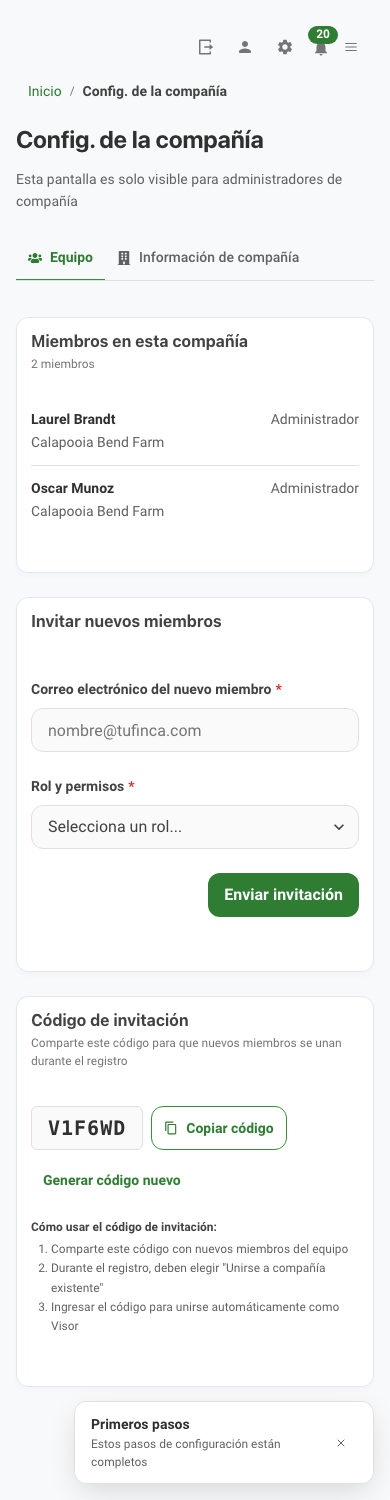 20
Inicio / Config. de la compañía
Config. de la compañía
Esta pantalla es solo visible para administradores de
compañía
Equipo Información de compañía
Miembros en esta compañía
2 miembros
Laurel Brandt Administrador
Calapooia Bend Farm
Oscar Munoz Administrador
Calapooia Bend Farm
Invitar nuevos miembros
Correo electrónico del nuevo miembro *
nombre@tufinca.com
Rol y permisos *
Selecciona un rol...
Enviar invitación
Código de invitación
Comparte este código para que nuevos miembros se unan
durante el registro
V1F6WD Copiar código
Generar código nuevo
Cómo usar el código de invitación:
1. Comparte este código con nuevos miembros del equipo
2. Durante el registro, deben elegir "Unirse a compañía
existente"
3. Ingresar el código para unirse automáticamente como
Visor
Primeros pasos
Estos pasos de configuración están
completos